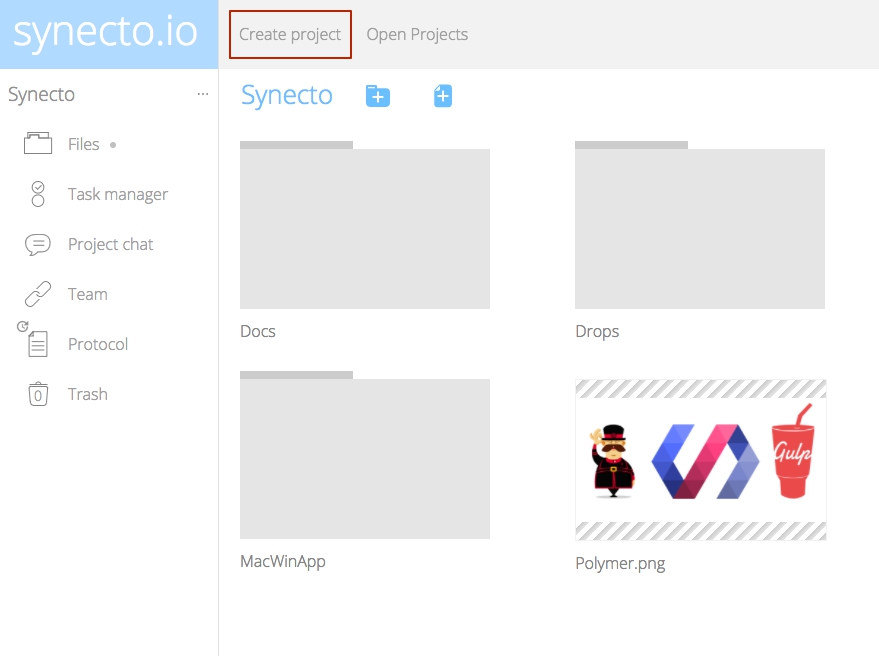 synecto.io
Create project
Open Projects
Synecto
...
Files
Task manager
Project chat
Team
Protocol
0
Trash
Synecto
Docs
Drops
MacWinApp
Gulp
Polymer.png